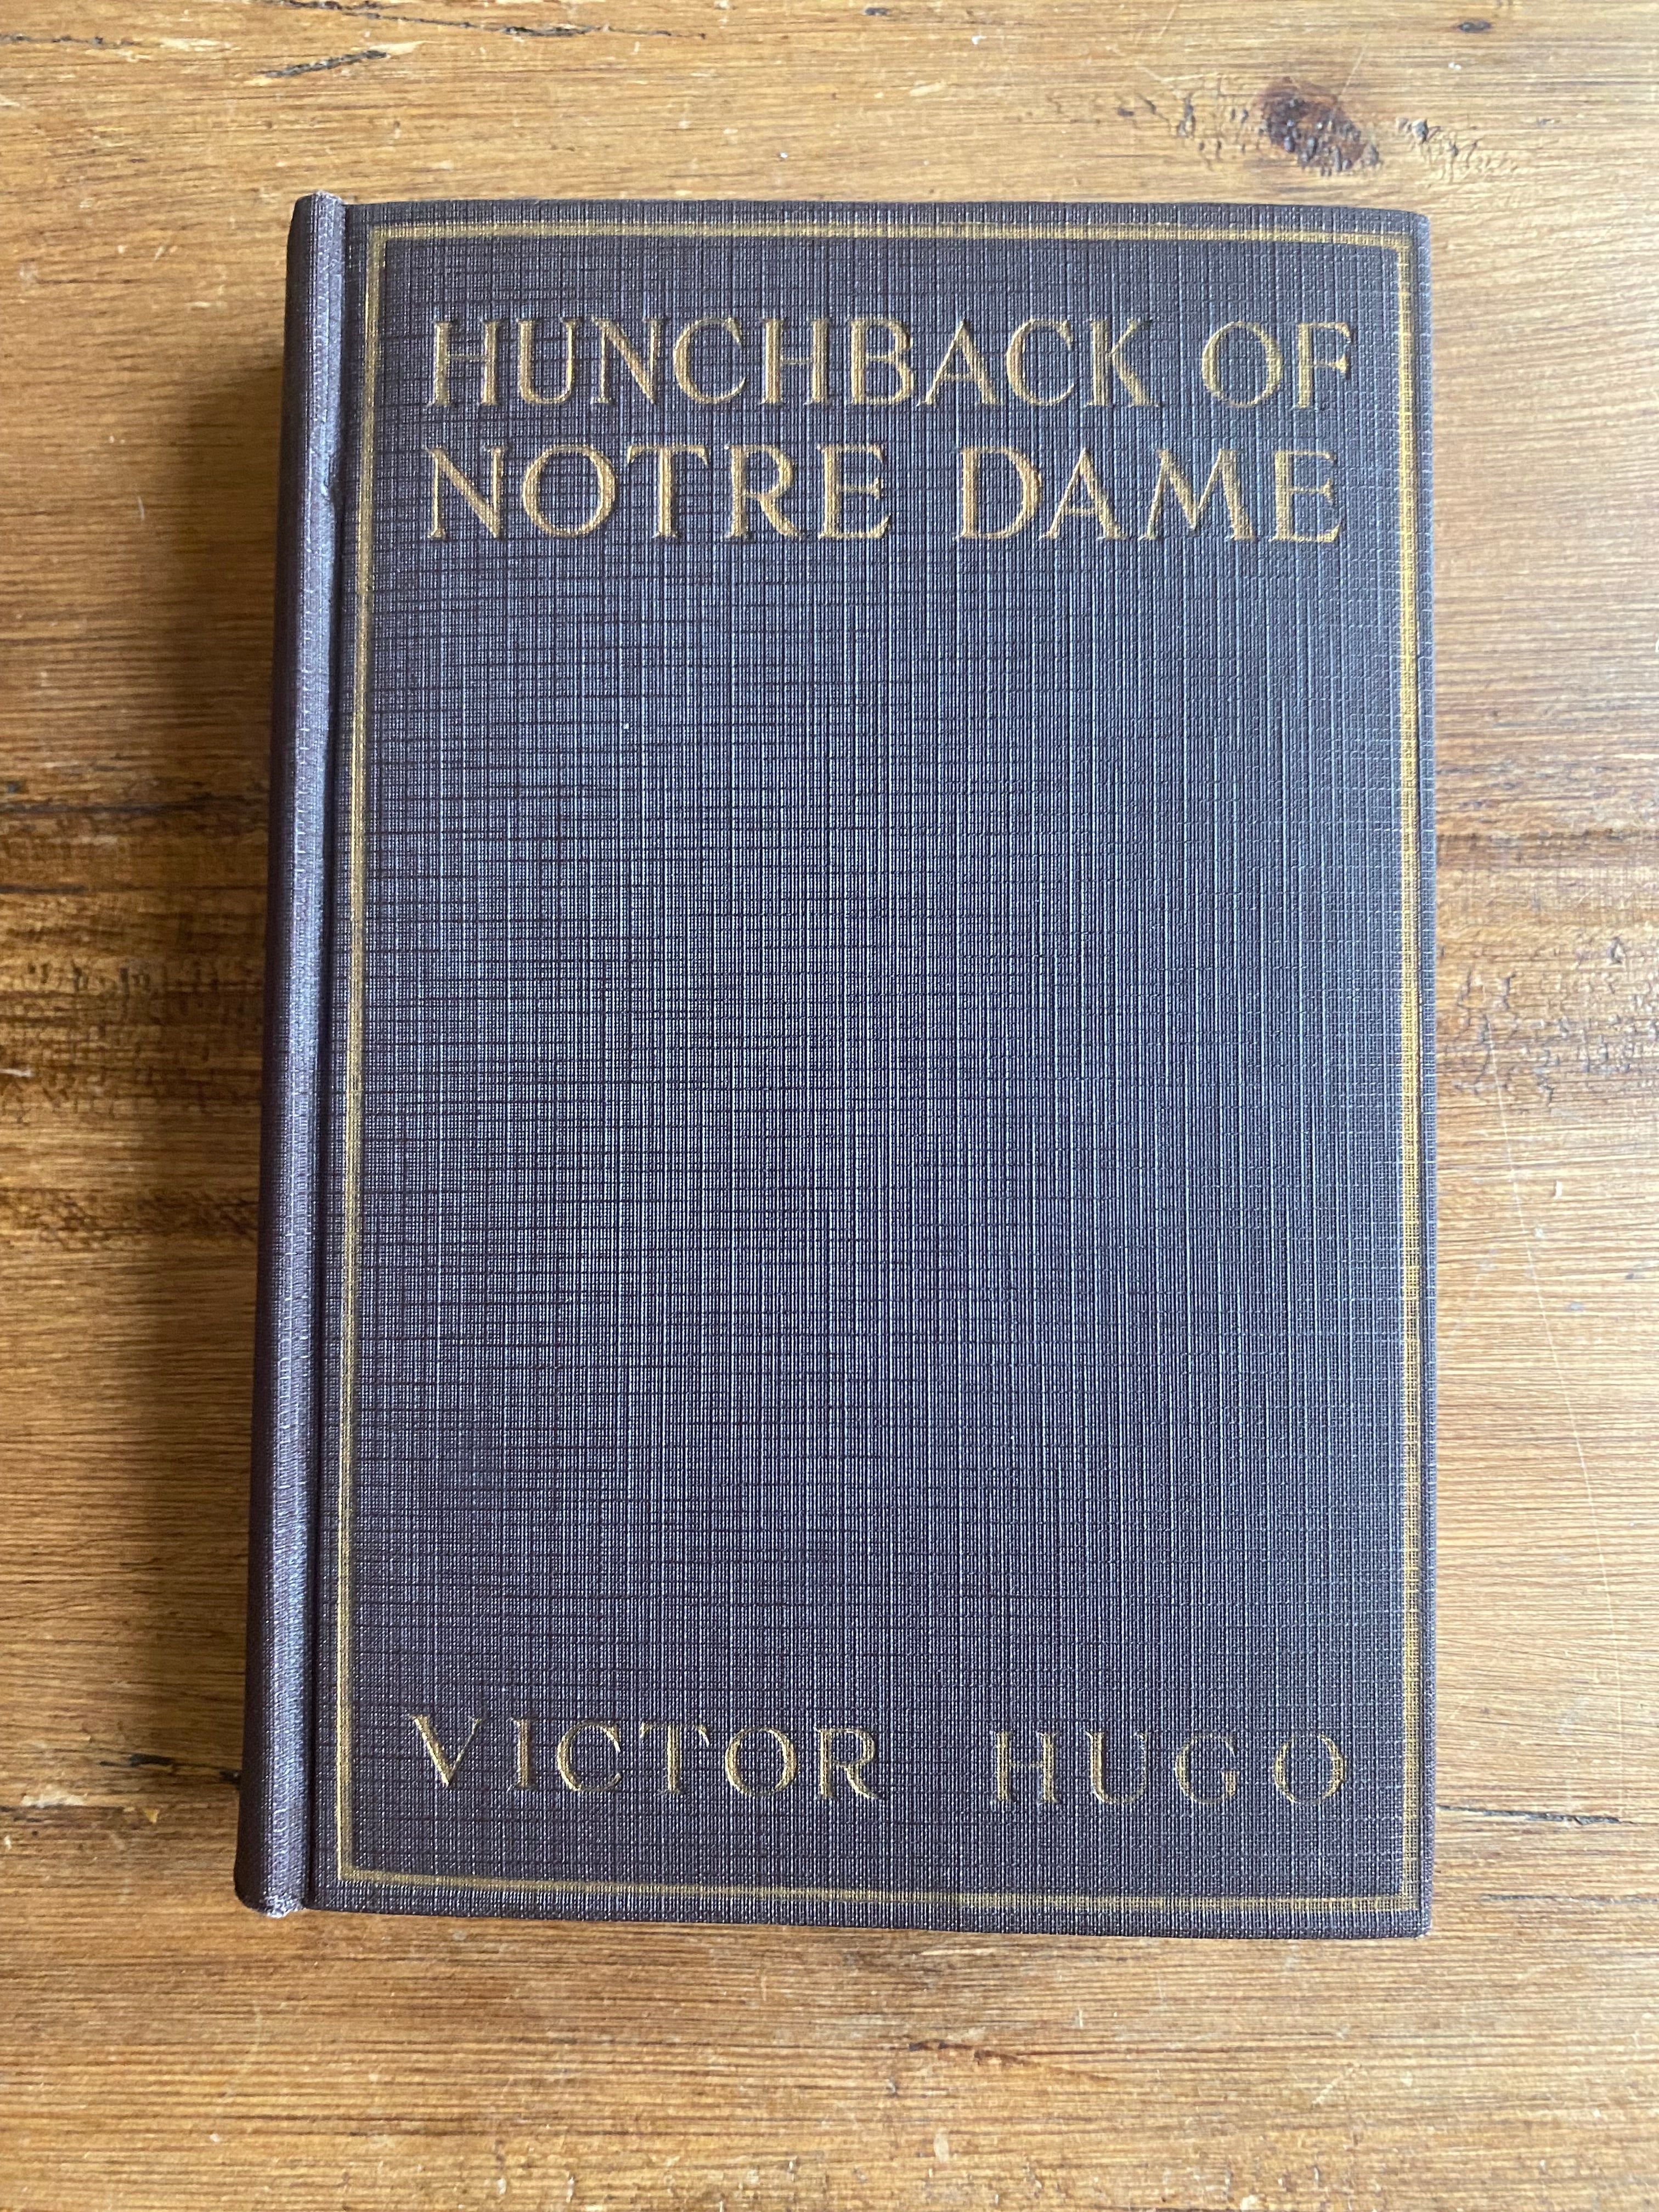 HUNCHBACK OF
NOTRE DAME
VICTOR HUGO